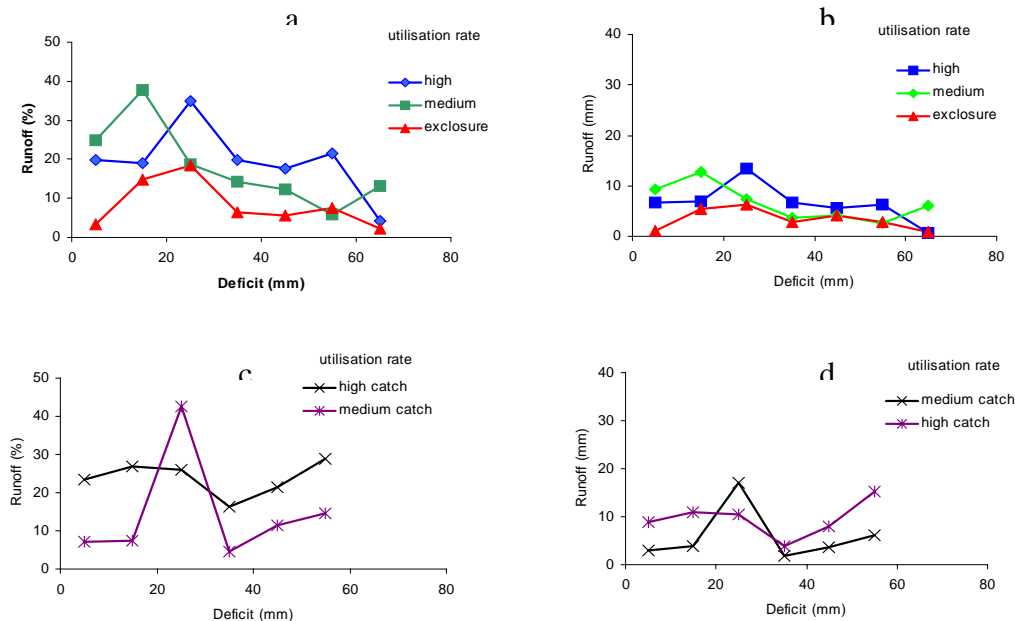 a
utilisation rate
high
medium
exclosure
Runoff (%)
50
40
30
20
10
0
0 20 40 60 80
Deficit (mm)
b
utilisation rate
high
medium
exclosure
Runoff (mm)
40
30
20
10
0
0 20 40 60 80
Deficit (mm)
c
utilisation rate
high catch
medium catch
Runoff (%)
50
40
30
20
10
0
0 20 40 60 80
Deficit (mm)
d
utilisation rate
medium catch
high catch
Runoff (mm)
40
30
20
10
0
0 20 40 60 80
Deficit (mm)